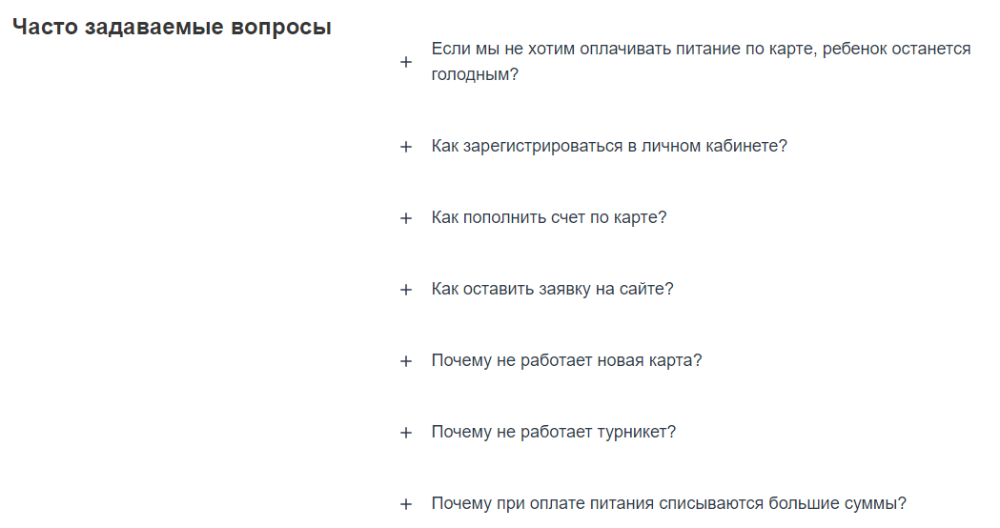 Часто задаваемые вопросы
Если мы не хотим оплачивать питание по карте, ребенок останется
голодным?
Как зарегистрироваться в личном кабинете?
Как пополнить счет по карте?
Как оставить заявку на сайте?
Почему не работает новая карта?
Почему не работает турникет?
Почему при оплате питания списываются большие суммы?